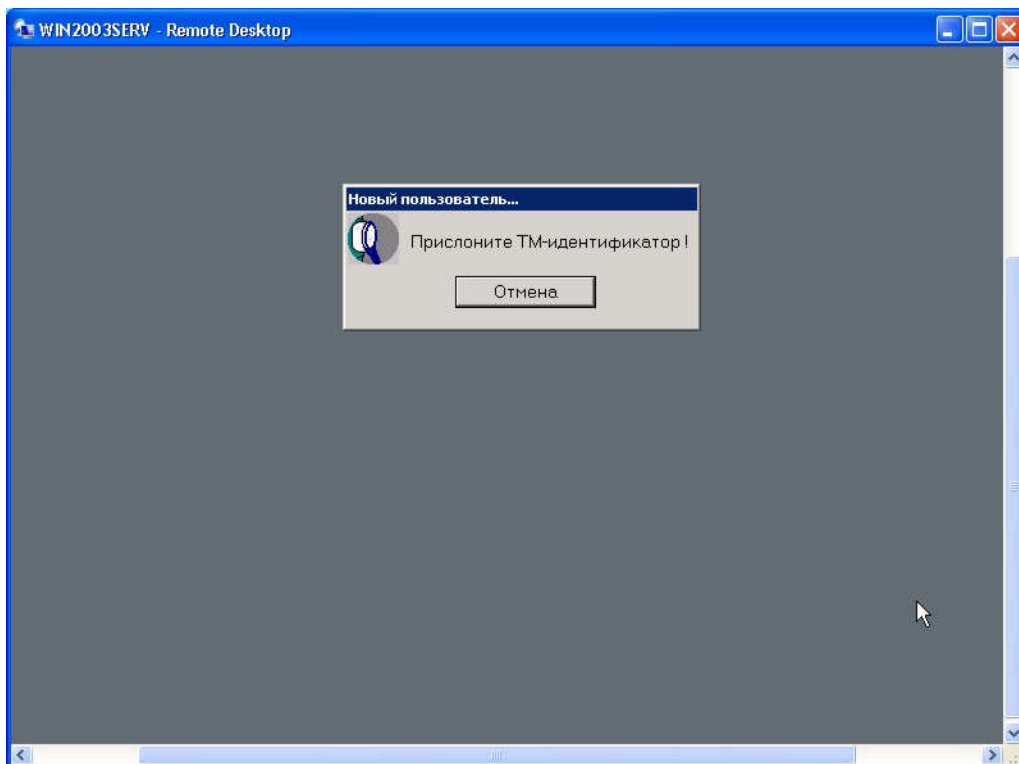 WIN2003SERV - Remote Desktop
Новый пользователь...
Прислоните ТМ-идентификатор !
Отмена